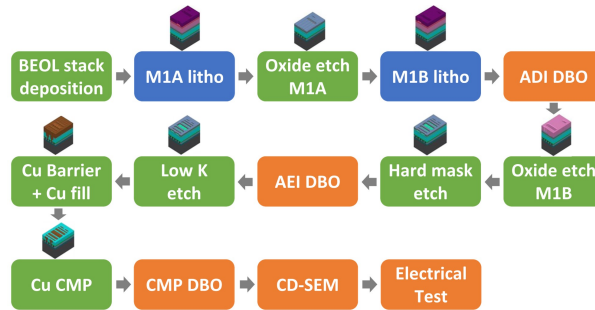 BEOL stack
deposition
M1A litho
Oxide etch
M1A
M1B litho
ADI DBO
Cu Barrier
+ Cu fill
Low K
etch
AEI DBO
Hard mask
etch
Oxide etch
M1B
Cu CMP
CMP DBO
CD-SEM
Electrical
Test